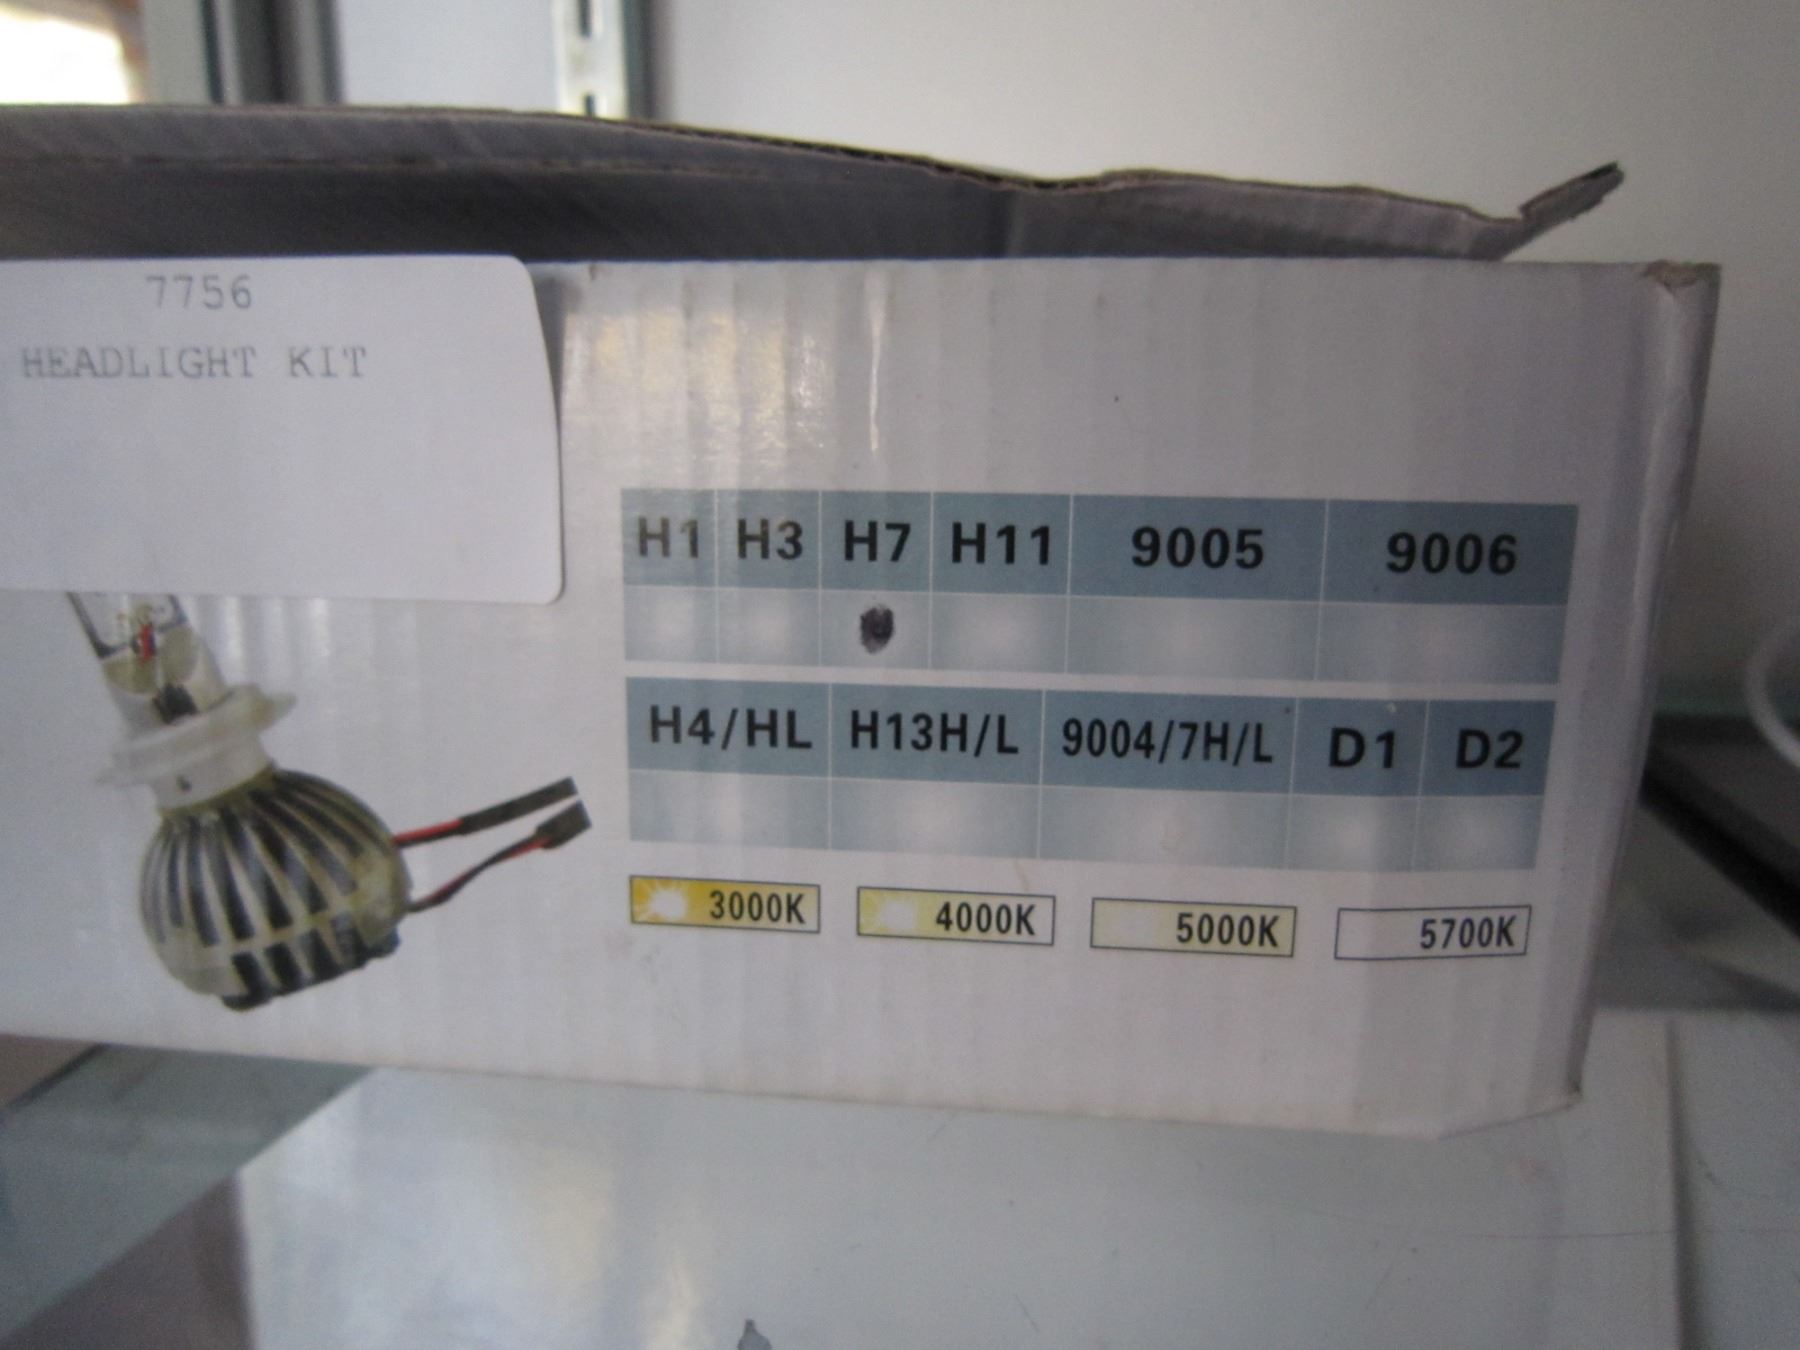 7756
HEADLIGHT KIT
H1 H3 H7 H11 9005 9006
H4/HL H13H/L 9004/7H/L D1 D2
3000K 4000K 5000K 5700K